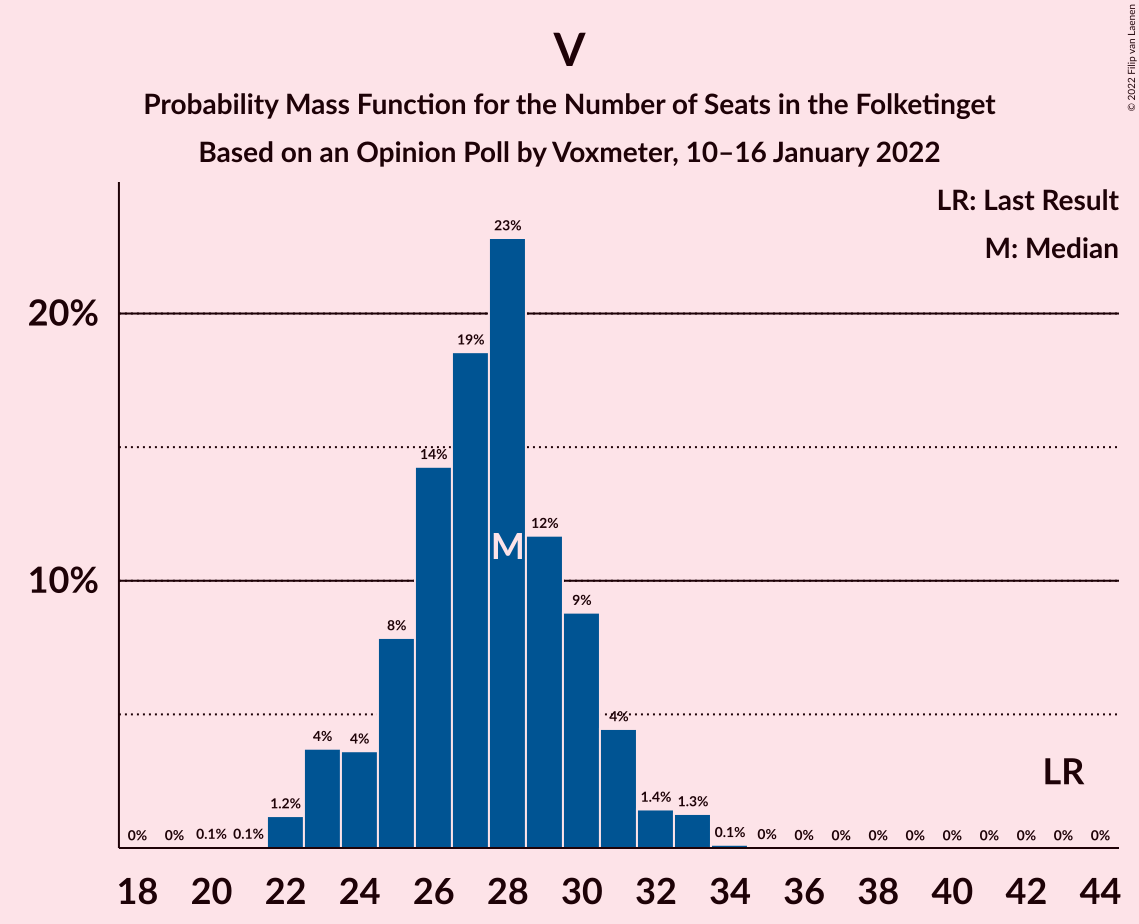 V
Probability Mass Function for the Number of Seats in the Folketinget
Based on an Opinion Poll by Voxmeter, 10–16 January 2022
© 2022 Filip van Laenen
LR: Last Result
M: Median
20%
10%
0% 0% 0.1% 0.1% 1.2% 4% 4% 8% 14% 19% 23% 12% 9% 4% 1.4% 1.3% 0.1% 0% 0% 0% 0% 0% 0% 0% 0% 0% 0%
M
LR
18 20 22 24 26 28 30 32 34 36 38 40 42 44